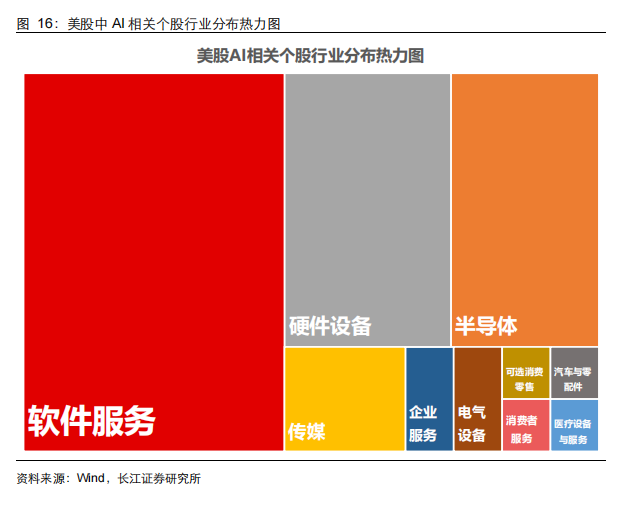 图 16：美股中 AI 相关个股行业分布热力图
美股AI相关个股行业分布热力图
软件服务
硬件设备
半导体
传媒
企业
服务
电气
设备
可选消费
零售
汽车与零
配件
消费者
服务
医疗设备
与服务
资料来源：Wind，长江证券研究所